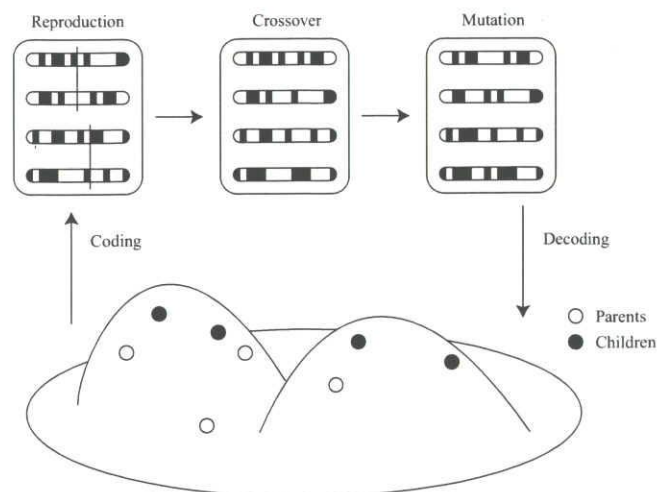 Reproduction
Crossover
Mutation
Coding
Decoding
Parents
Children